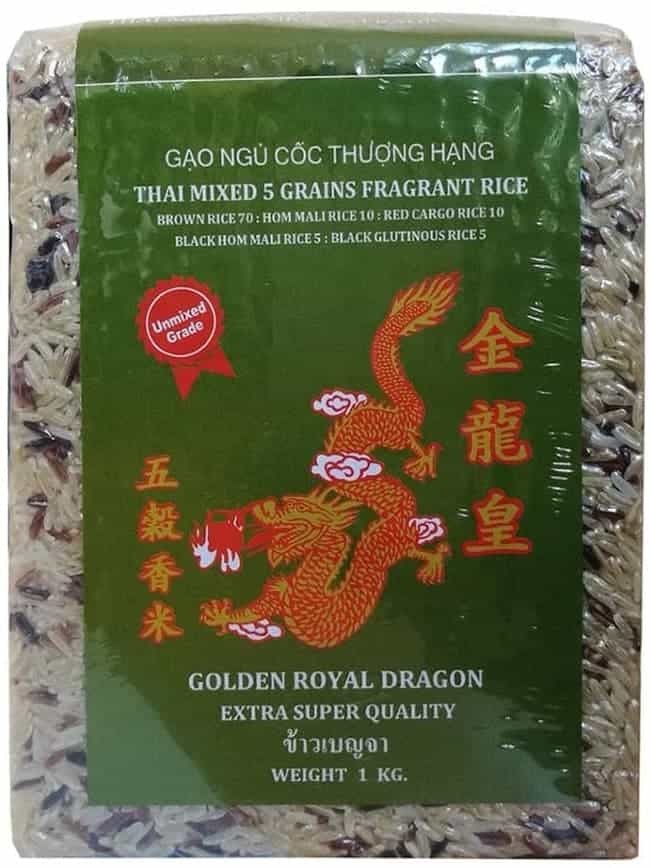 GẠO NGŨ CỐC THƯỢNG HẠNG
THAI MIXED 5 GRAINS FRAGRANT RICE
BROWN RICE 70 : HOM MALI RICE 10 : RED CARGO RICE 10
BLACK HOM MALI RICE 5 : BLACK GLUTINOUS RICE 5
Unmixed
Grade
金龍皇
五穀香米
GOLDEN ROYAL DRAGON
EXTRA SUPER QUALITY
ข้าวเบญจา
WEIGHT 1 KG.